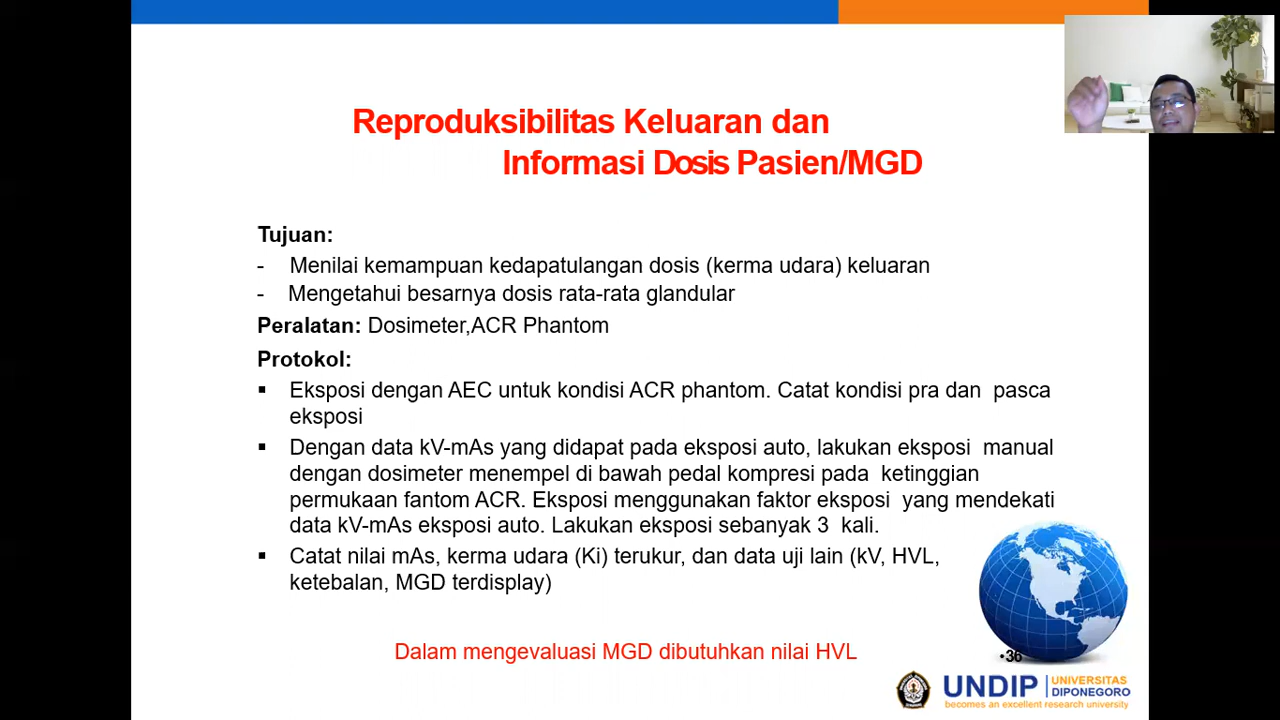 Reproduksibilitas Keluaran dan
Informasi Dosis Pasien/MGD
Tujuan:
- Menilai kemampuan kedapatulangan dosis (kerma udara) keluaran
- Mengetahui besarnya dosis rata-rata glandular
Peralatan: Dosimeter,ACR Phantom
Protokol:
▪ Eksposi dengan AEC untuk kondisi ACR phantom. Catat kondisi pra dan pasca
eksposi
▪ Dengan data kV-mAs yang didapat pada eksposi auto, lakukan eksposi manual
dengan dosimeter menempel di bawah pedal kompresi pada ketinggian
permukaan fantom ACR. Eksposi menggunakan faktor eksposi yang mendekati
data kV-mAs eksposi auto. Lakukan eksposi sebanyak 3 kali.
▪ Catat nilai mAs, kerma udara (Ki) terukur, dan data uji lain (kV, HVL,
ketebalan, MGD terdisplay)
Dalam mengevaluasi MGD dibutuhkan nilai HVL
•36
UNDIP UNIVERSITAS
DIPONEGORO
becomes an excellent research university